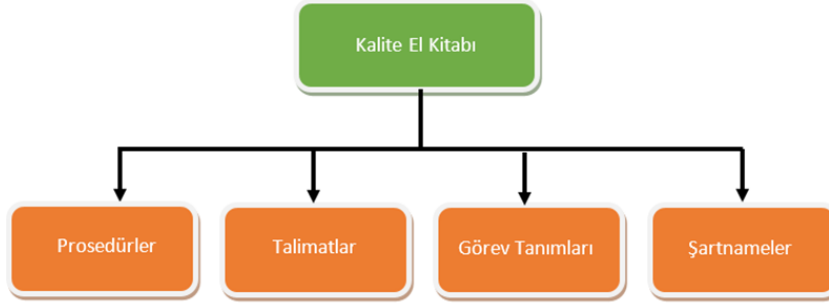 Kalite El Kitabı
Prosedürler
Talimatlar
Görev Tanımları
Şartnameler